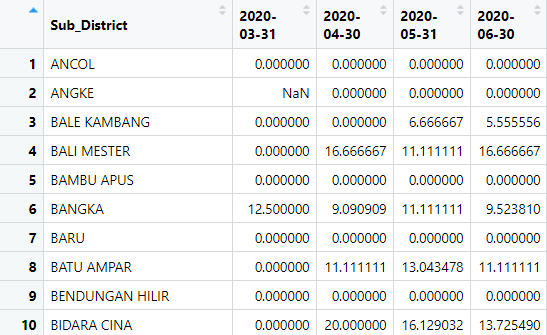 Sub_District 2020-03-31 2020-04-30 2020-05-31 2020-06-30
1 ANCOL 0.000000 0.000000 0.000000 0.000000
2 ANGKE NaN 0.000000 0.000000 0.000000
3 BALE KAMBANG 0.000000 0.000000 6.666667 5.555556
4 BALI MESTER 0.000000 16.666667 11.111111 16.666667
5 BAMBU APUS 0.000000 0.000000 0.000000 0.000000
6 BANGKA 12.500000 9.090909 11.111111 9.523810
7 BARU 0.000000 0.000000 0.000000 0.000000
8 BATU AMPAR 0.000000 11.111111 13.043478 11.111111
9 BENDUNGAN HILIR 0.000000 0.000000 0.000000 0.000000
10 BIDARA CINA 0.000000 20.000000 16.129032 13.725490